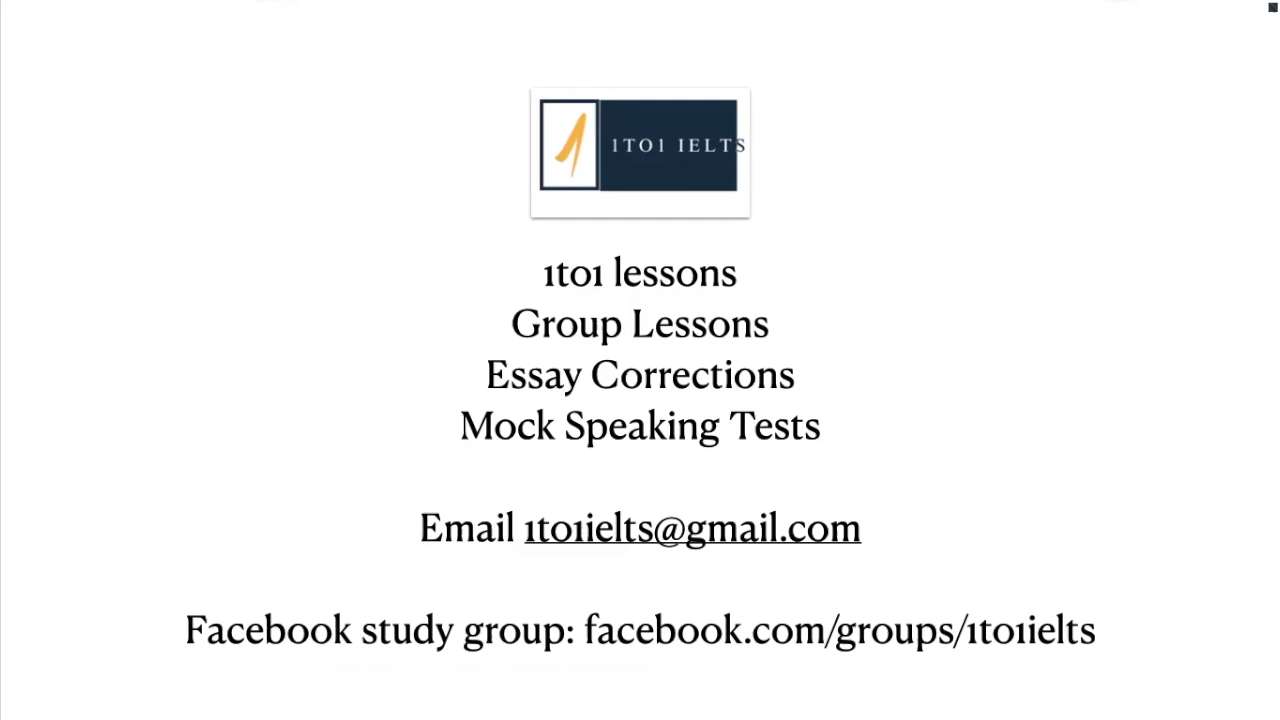 1TO1 IELTS
1to1 lessons
Group Lessons
Essay Corrections
Mock Speaking Tests
Email 1to1ielts@gmail.com
Facebook study group: facebook.com/groups/1to1ielts